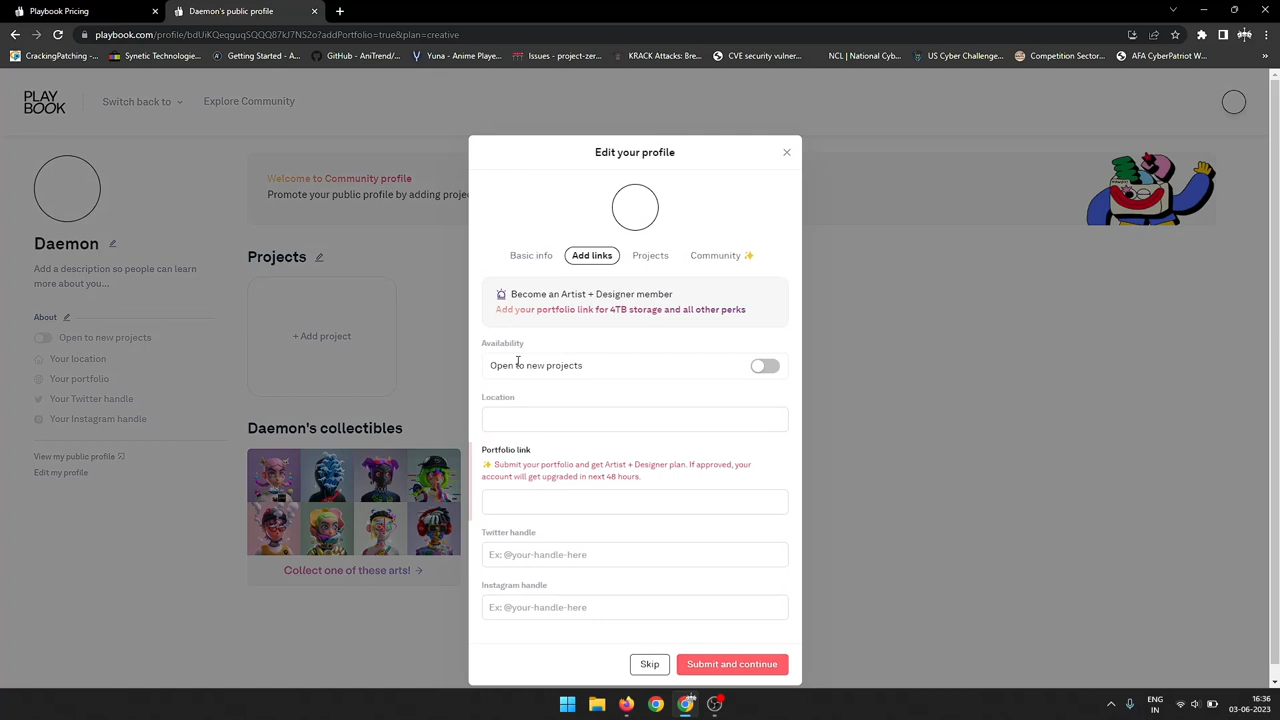 Playbook Pricing
Daemon's profile
playbook.com/profile/bdUiKQeqguqSQQQ87kJ7NS2o?addPortfolio=true&plan=creative
CrackingPatching - ...
Synetic Technologie...
GitHub - AniTrend/...
Yuna - Anime Playe...
Issues · project-zer...
KRACK Attacks: Bre...
CVE security vulner...
NCL | National Cyb...
US Cyber Challenge...
Competition Sector...
AFA CyberPatriot W...
PLAY
BOOK
Switch back to
Explore Community
Edit your profile
Welcome to Community profile
Promote your public profile by adding proje
Daemon
Add a description so people can learn
more about you...
About
Open to new projects
Your location
Your portfolio
Your Twitter handle
Your Instagram handle
View my public profile
Edit my profile
Projects
+ Add project
Daemon's collectibles
Collect one of these arts! →
Basic info
Add links
Projects
Community ✨
Become an Artist + Designer member
Add your portfolio link for 4TB storage and all other perks
Availability
Open to new projects
Location
Portfolio link
✨ Submit your portfolio and get Artist + Designer plan. If approved, your
account will get upgraded in next 48 hours.
Twitter handle
Ex: @your-handle-here
Instagram handle
Ex: @your-handle-here
Skip
Submit and continue
ENG
IN
16:36
03-06-2023